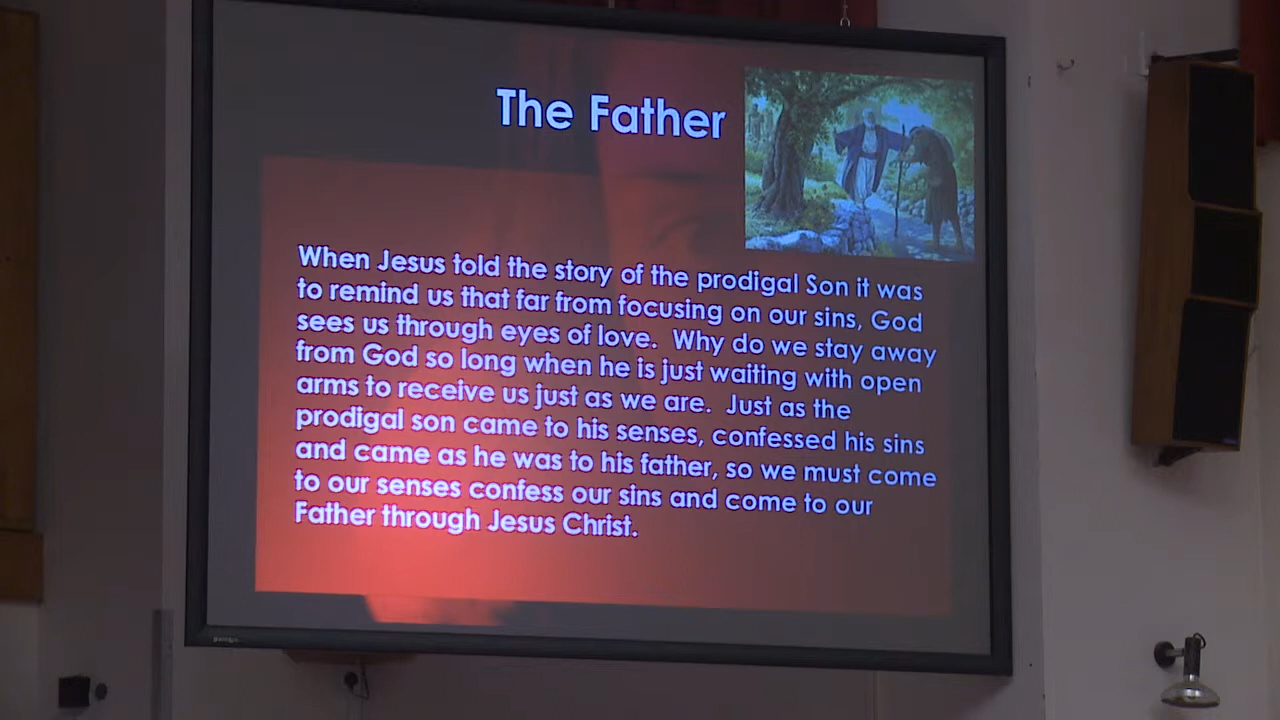 The Father
When Jesus told the story of the prodigal Son it was
to remind us that far from focusing on our sins, God
sees us through eyes of love. Why do we stay away
from God so long when he is just waiting with open
arms to receive us just as we are. Just as the
prodigal son came to his senses, confessed his sins
and came as he was to his father, so we must come
to our senses confess our sins and come to our
Father through Jesus Christ.